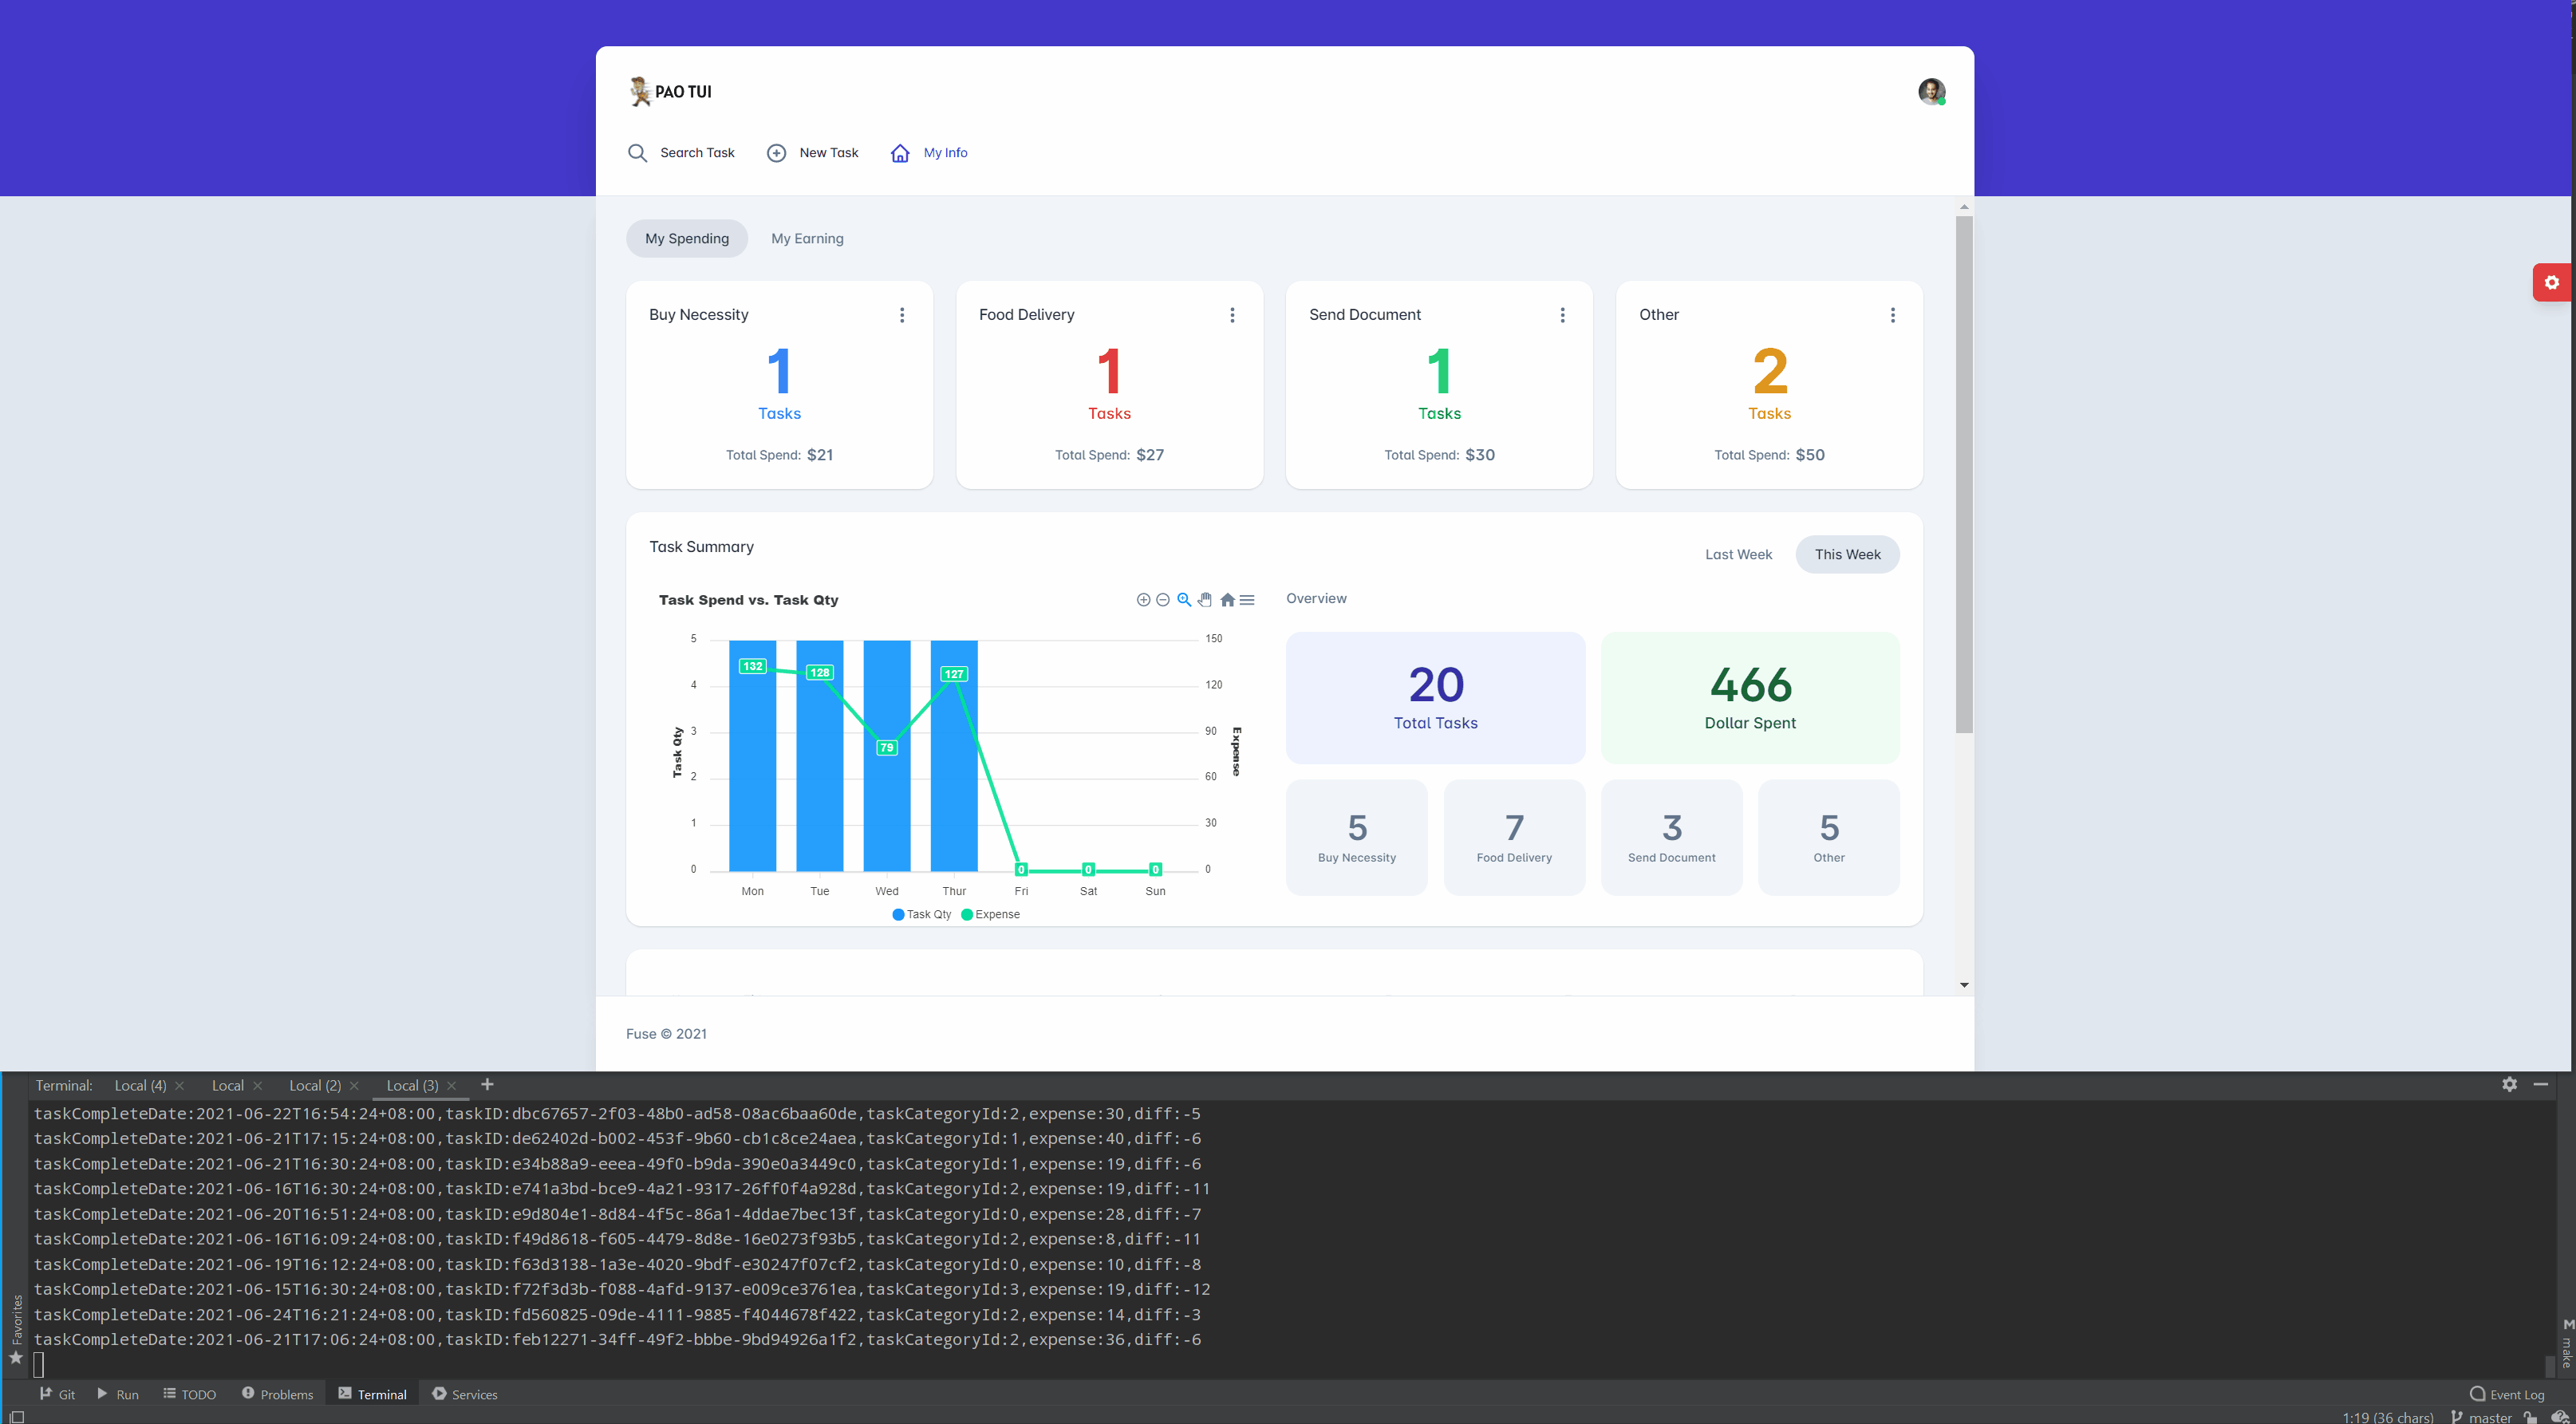 PAO TUI
Search Task
New Task
My Info
My Spending
My Earning
Buy Necessity
1
Tasks
Total Spend: $21
Food Delivery
1
Tasks
Total Spend: $27
Send Document
1
Tasks
Total Spend: $30
Other
2
Tasks
Total Spend: $50
Task Summary
Last Week
This Week
Task Spend vs. Task Qty
5
4
3
2
1
0
Task Qty
132
128
79
127
0
0
0
150
120
90
60
30
0
Expense
Mon Tue Wed Thur Fri Sat Sun
Task Qty Expense
Overview
20
Total Tasks
466
Dollar Spent
5
Buy Necessity
7
Food Delivery
3
Send Document
5
Other
Fuse © 2021
Terminal: Local (4) Local Local (2) Local (3)
taskCompleteDate:2021-06-22T16:54:24+08:00,taskID:dbc67657-2f03-48b0-ad58-08ac6baa60de,taskCategoryId:2,expense:30,diff:-5
taskCompleteDate:2021-06-21T17:15:24+08:00,taskID:de62402d-b002-453f-9b60-cb1c8ce24aea,taskCategoryId:1,expense:40,diff:-6
taskCompleteDate:2021-06-21T16:30:24+08:00,taskID:e34b88a9-eeea-49f0-b9da-390e0a3449c0,taskCategoryId:1,expense:19,diff:-6
taskCompleteDate:2021-06-16T16:30:24+08:00,taskID:e741a3bd-bce9-4a21-9317-26ff0f4a928d,taskCategoryId:2,expense:19,diff:-11
taskCompleteDate:2021-06-20T16:51:24+08:00,taskID:e9d804e1-8d84-4f5c-86a1-4ddae7bec13f,taskCategoryId:0,expense:28,diff:-7
taskCompleteDate:2021-06-16T16:09:24+08:00,taskID:f49d8618-f605-4479-8d8e-16e0273f93b5,taskCategoryId:2,expense:8,diff:-11
taskCompleteDate:2021-06-19T16:12:24+08:00,taskID:f63d3138-1a3e-4020-9bdf-e30247f07cf2,taskCategoryId:0,expense:10,diff:-8
taskCompleteDate:2021-06-15T16:30:24+08:00,taskID:f72f3d3b-f088-4afd-9137-e009ce3761ea,taskCategoryId:3,expense:19,diff:-12
taskCompleteDate:2021-06-24T16:21:24+08:00,taskID:fd560825-09de-4111-9885-f4044678f422,taskCategoryId:2,expense:14,diff:-3
taskCompleteDate:2021-06-21T17:06:24+08:00,taskID:feb12271-34ff-49f2-bbbe-9bd94926a1f2,taskCategoryId:2,expense:36,diff:-6
Favorites
make
Git Run TODO Problems Terminal Services
Event Log
1:19 (36 chars) master